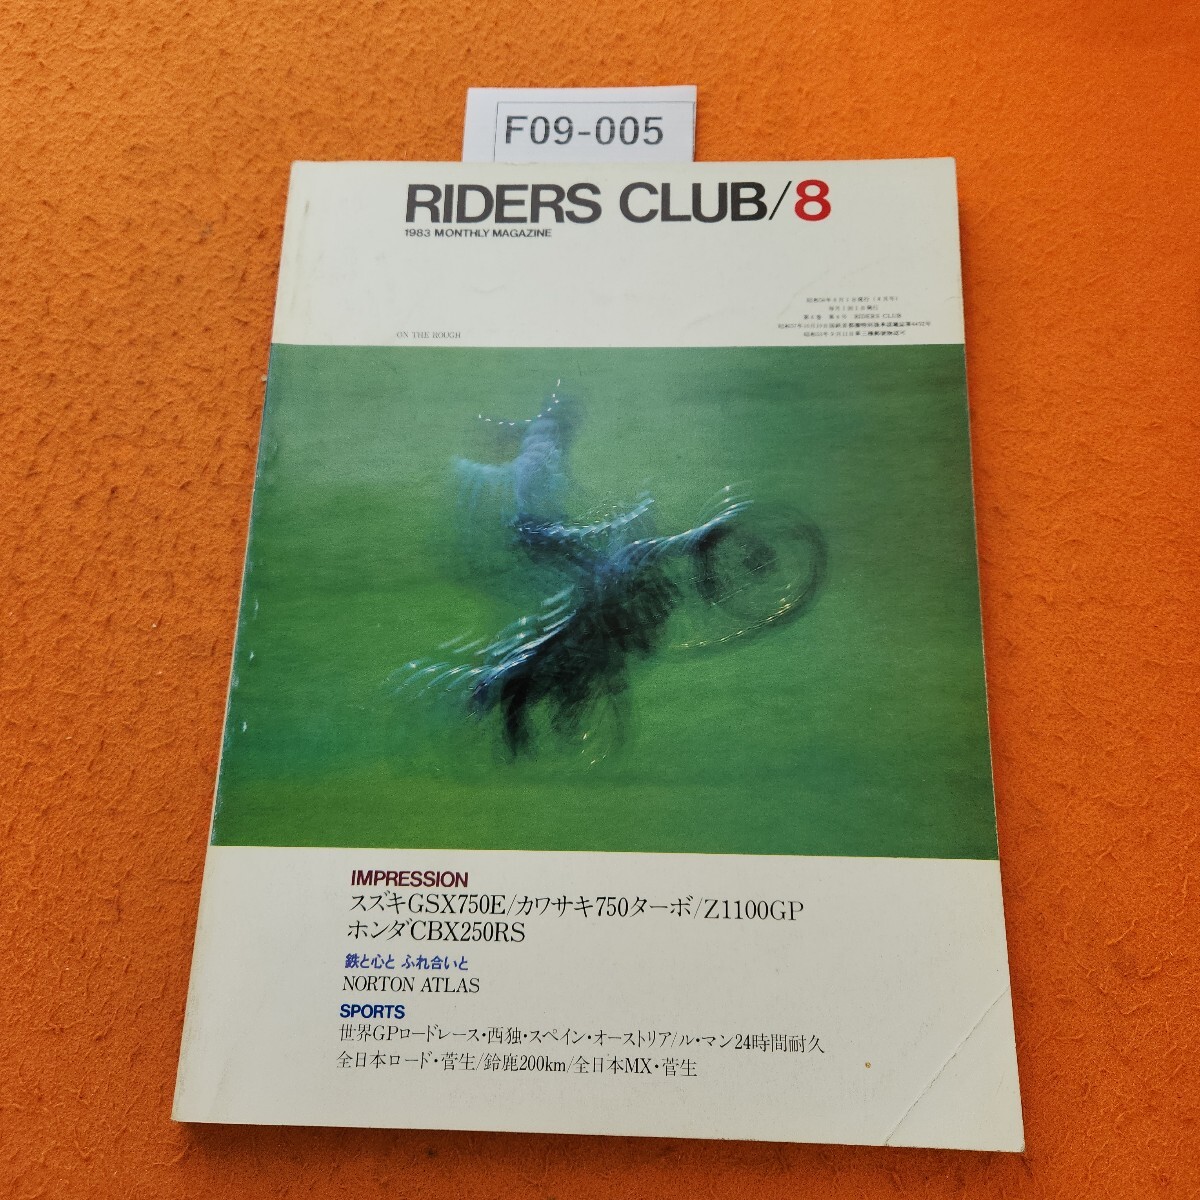 F09-005
RIDERS CLUB/8
1983 MONTHLY MAGAZINE
RIDERS CLUB
ON THE ROUGH
IMPRESSION
スズキGSX750E/カワサキ750ターボ/Z1100GP
ホンダCBX250RS
鉄と心と ふれ合いと
NORTON ATLAS
SPORTS
世界GPロードレース・西独・スペイン・オーストリア/ル・マン24時間耐久
全日本ロード・菅生/鈴鹿200km/全日本MX・菅生